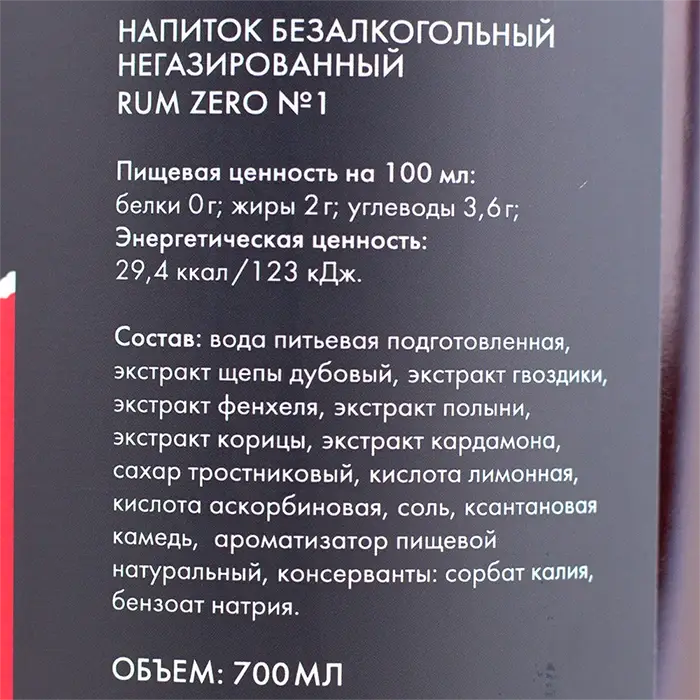 НАПИТОК БЕЗАЛКОГОЛЬНЫЙ
НЕГАЗИРОВАННЫЙ
RUM ZERO №1
Пищевая ценность на 100 мл:
белки 0 г; жиры 2 г; углеводы 3,6 г;
Энергетическая ценность:
29,4 ккал/123 кДж.
Состав: вода питьевая подготовленная,
экстракт щепы дубовый, экстракт гвоздики,
экстракт фенхеля, экстракт полыни,
экстракт корицы, экстракт кардамона,
сахар тростниковый, кислота лимонная,
кислота аскорбиновая, соль, ксантановая
камедь, ароматизатор пищевой
натуральный, консерванты: сорбат калия,
бензоат натрия.
ОБЪЕМ: 700 МЛ